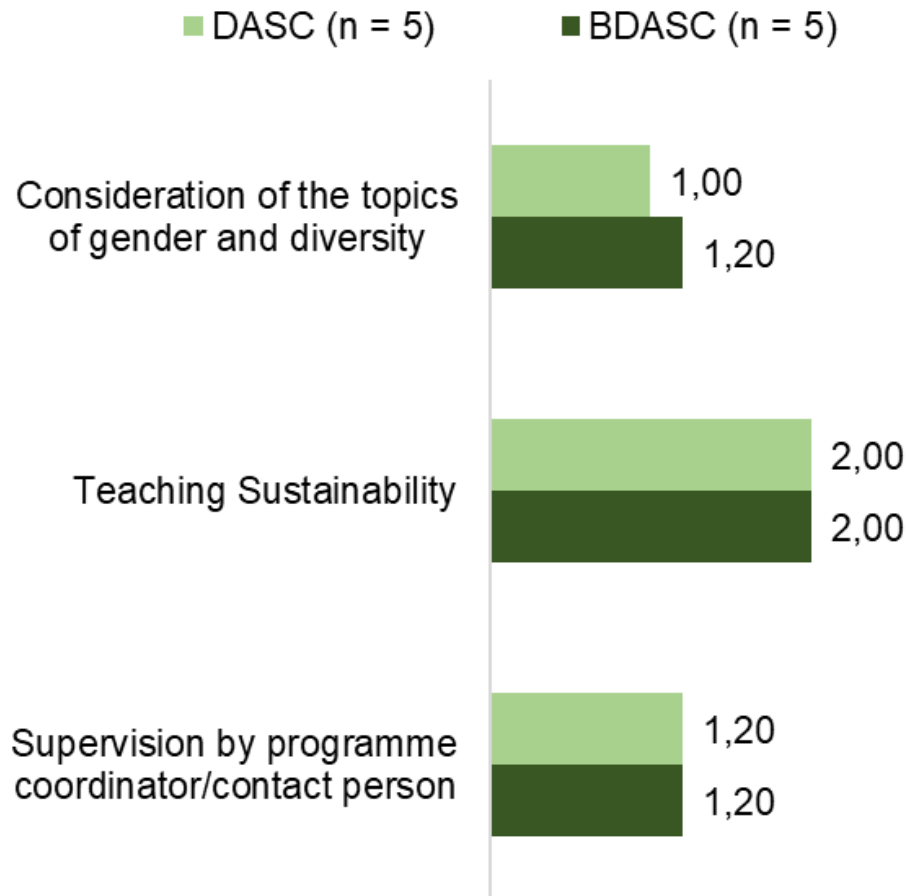 DASC (n = 5)
BDASC (n = 5)
Consideration of the topics
of gender and diversity
1,00
1,20
Teaching Sustainability
2,00
2,00
Supervision by programme
coordinator/contact person
1,20
1,20